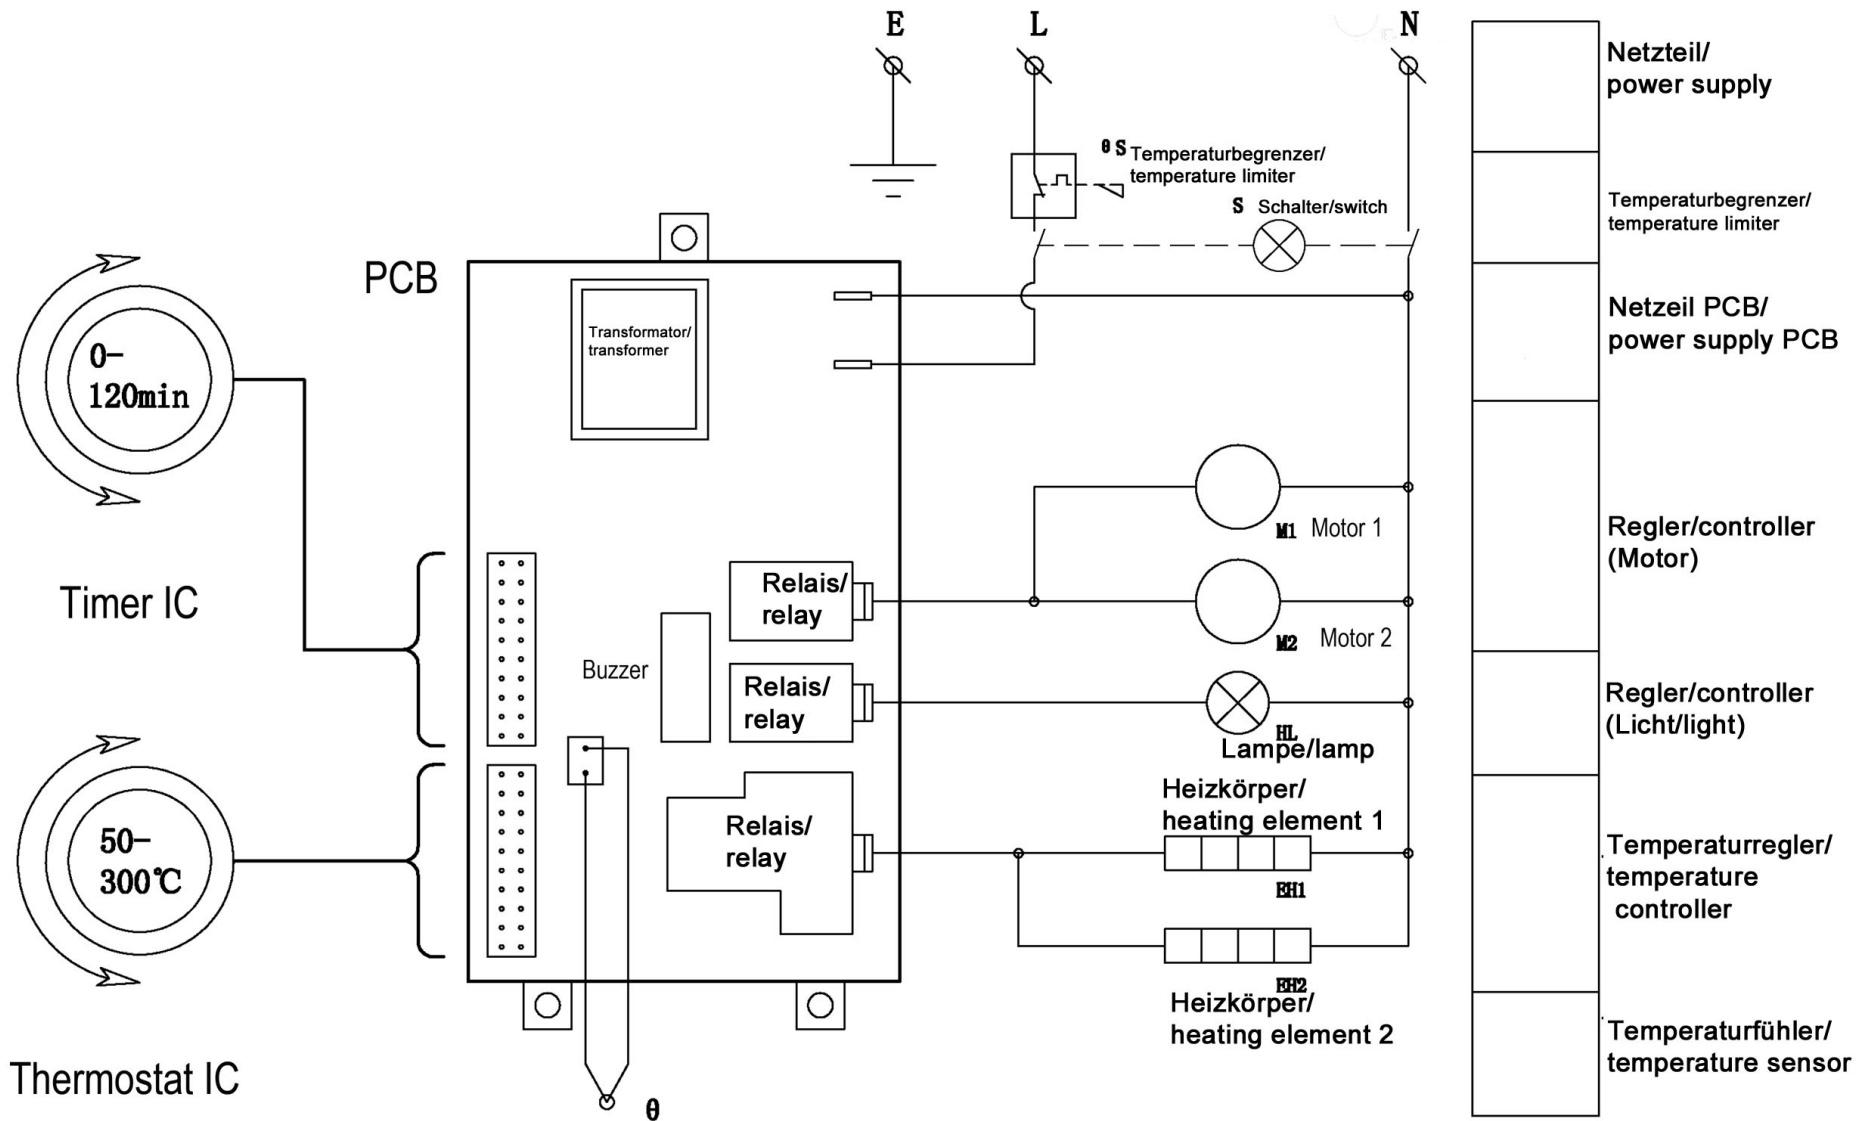 E
L
N
Netzteil/
power supply
θ S
Temperaturbegrenzer/
temperature limiter
S Schalter/switch
Temperaturbegrenzer/
temperature limiter
PCB
Transformator/
transformer
Netzeil PCB/
power supply PCB
0-
120min
M1 Motor 1
Regler/controller
(Motor)
Timer IC
Relais/
relay
M2 Motor 2
Buzzer
Relais/
relay
HL
Lampe/lamp
Regler/controller
(Licht/light)
Heizkörper/
heating element 1
EH1
50-
300℃
Relais/
relay
Temperaturregler/
temperature
controller
EH2
Heizkörper/
heating element 2
Temperaturfühler/
temperature sensor
Thermostat IC
θ